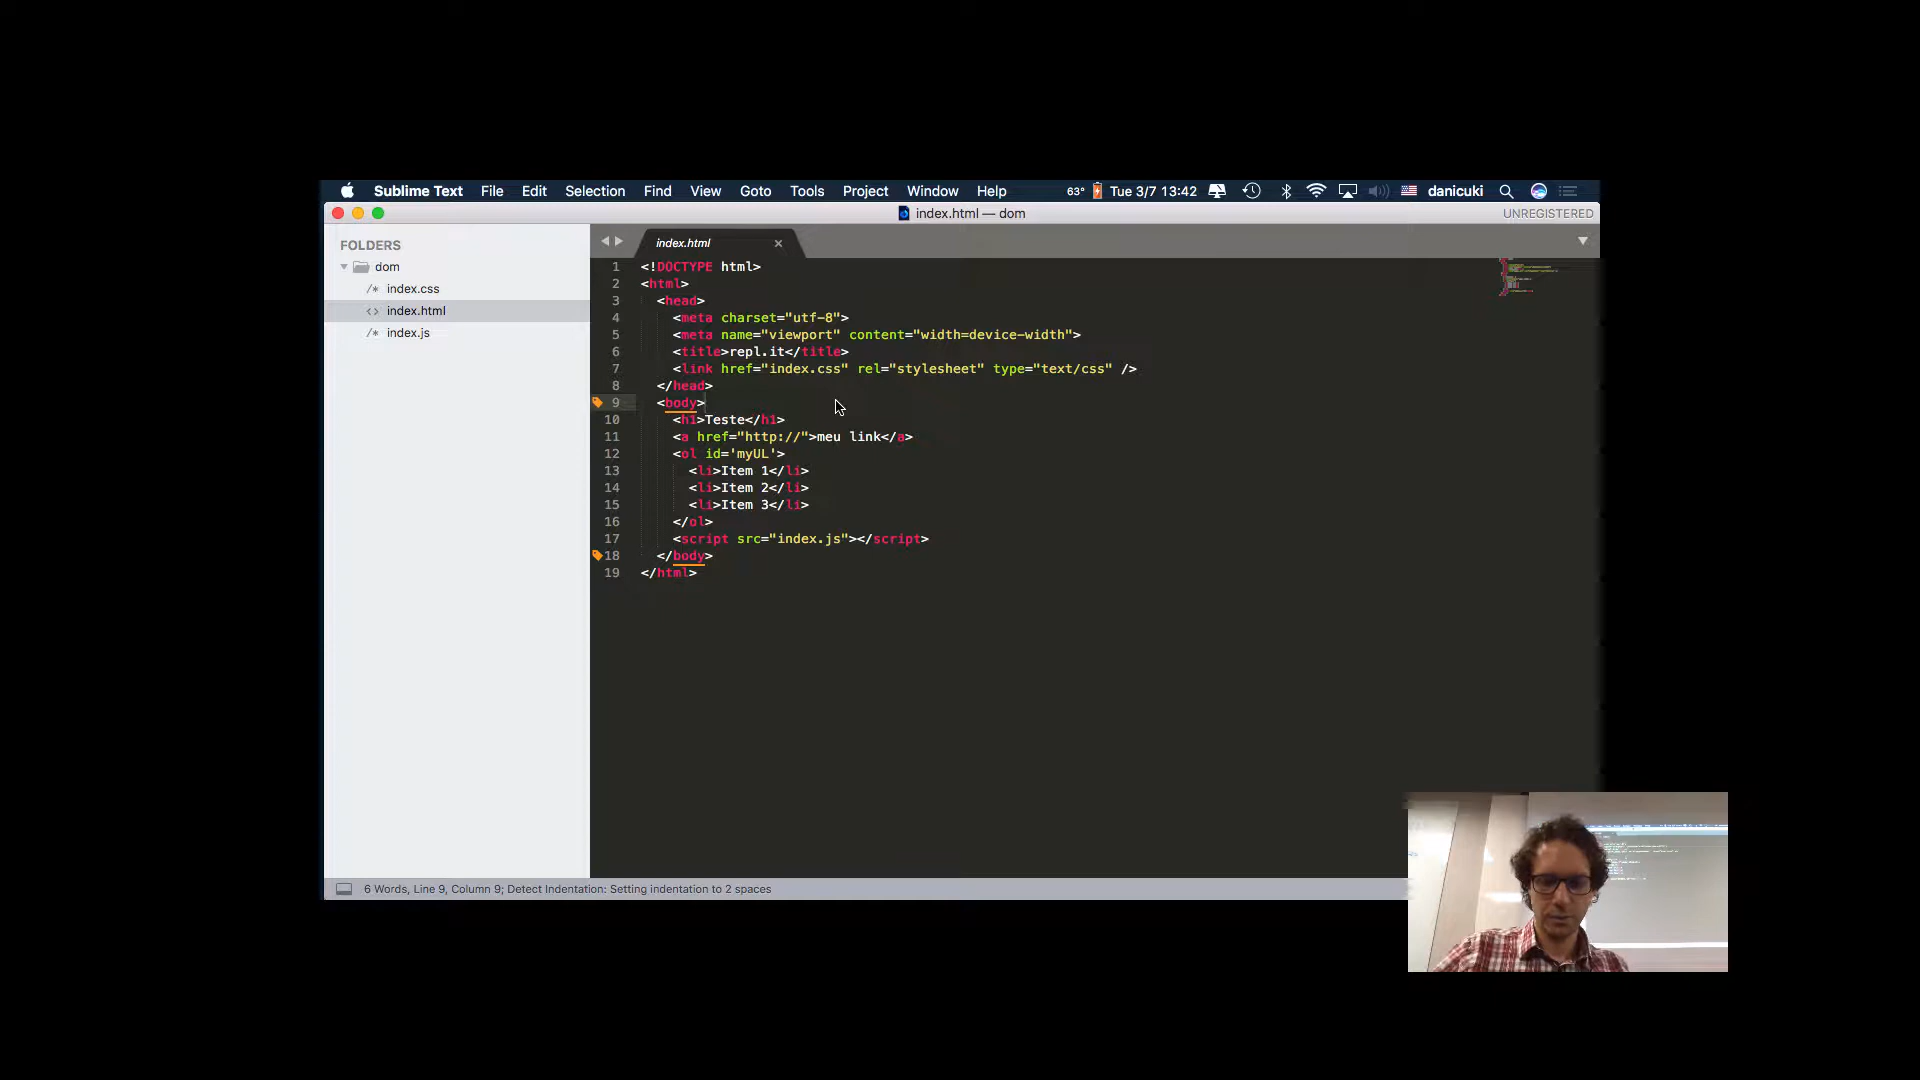 Sublime Text File Edit Selection Find View Goto Tools Project Window Help 63° Tue 3/7 13:42 danicuki
index.html — dom UNREGISTERED
FOLDERS
dom
index.css
index.html
index.js
index.html
1 <!DOCTYPE html>
2 <html>
3 <head>
4 <meta charset="utf-8">
5 <meta name="viewport" content="width=device-width">
6 <title>repl.it</title>
7 <link href="index.css" rel="stylesheet" type="text/css" />
8 </head>
9 <body>
10 <h1>Teste</h1>
11 <a href="http://">meu link</a>
12 <ol id='myUL'>
13 <li>Item 1</li>
14 <li>Item 2</li>
15 <li>Item 3</li>
16 </ol>
17 <script src="index.js"></script>
18 </body>
19 </html>
6 Words, Line 9, Column 9; Detect Indentation: Setting indentation to 2 spaces